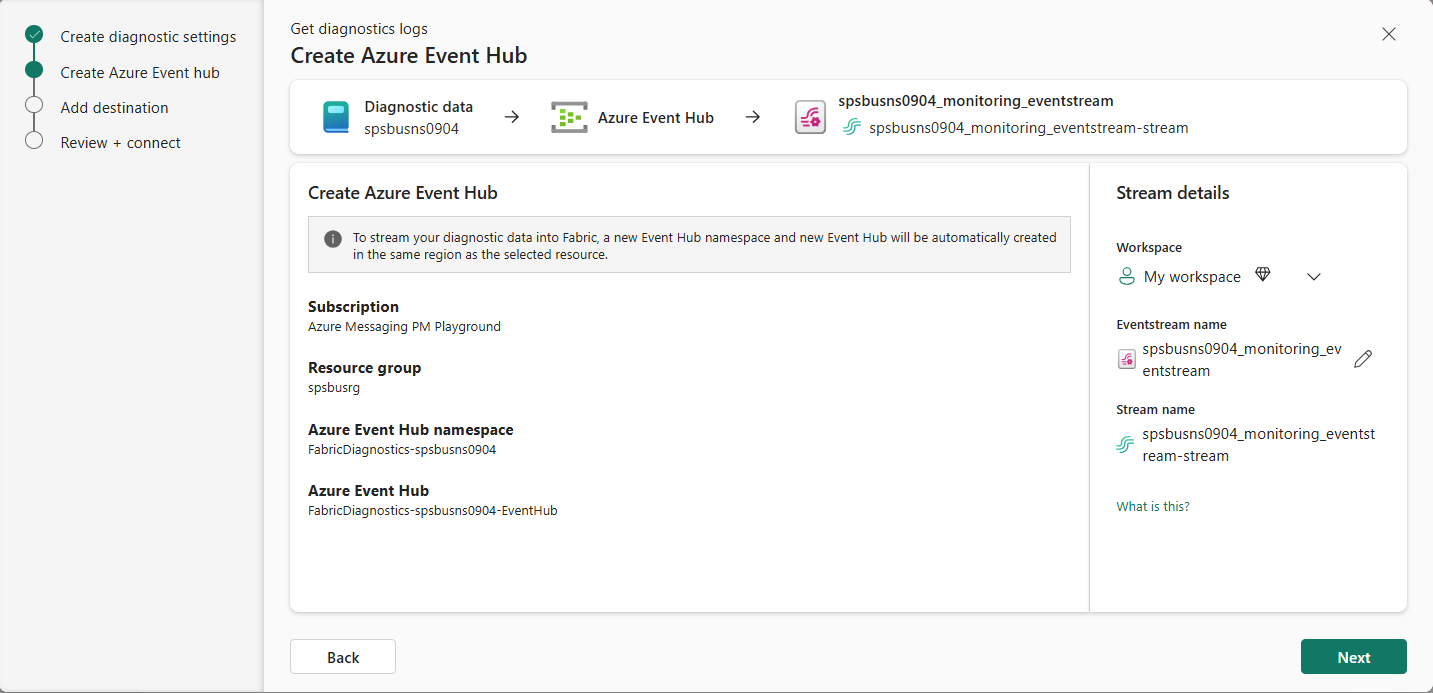 Create diagnostic settings
Create Azure Event hub
Add destination
Review + connect
Get diagnostics logs
Create Azure Event Hub
Diagnostic data
spsbusns0904
Azure Event Hub
spsbusns0904_monitoring_eventstream
spsbusns0904_monitoring_eventstream-stream
Create Azure Event Hub
To stream your diagnostic data into Fabric, a new Event Hub namespace and new Event Hub will be automatically created
in the same region as the selected resource.
Subscription
Azure Messaging PM Playground
Resource group
spsbusrg
Azure Event Hub namespace
FabricDiagnostics-spsbusns0904
Azure Event Hub
FabricDiagnostics-spsbusns0904-EventHub
Stream details
Workspace
My workspace
Eventstream name
spsbusns0904_monitoring_ev
entstream
Stream name
spsbusns0904_monitoring_eventst
ream-stream
What is this?
Back
Next